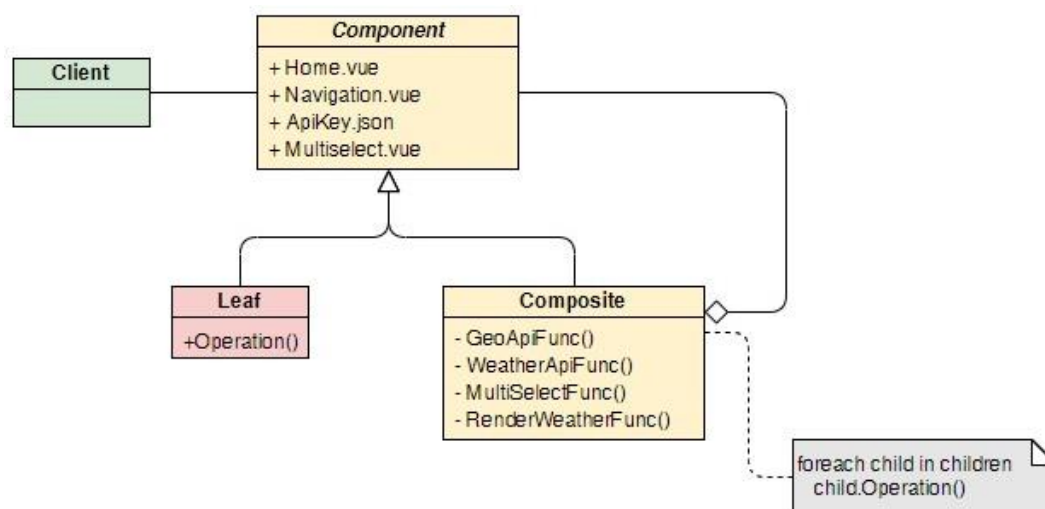 Component
+ Home.vue
+ Navigation.vue
+ ApiKey.json
+ Multiselect.vue
Client
Leaf
+Operation()
Composite
- GeoApiFunc()
- WeatherApiFunc()
- MultiSelectFunc()
- RenderWeatherFunc()
foreach child in children
child.Operation()